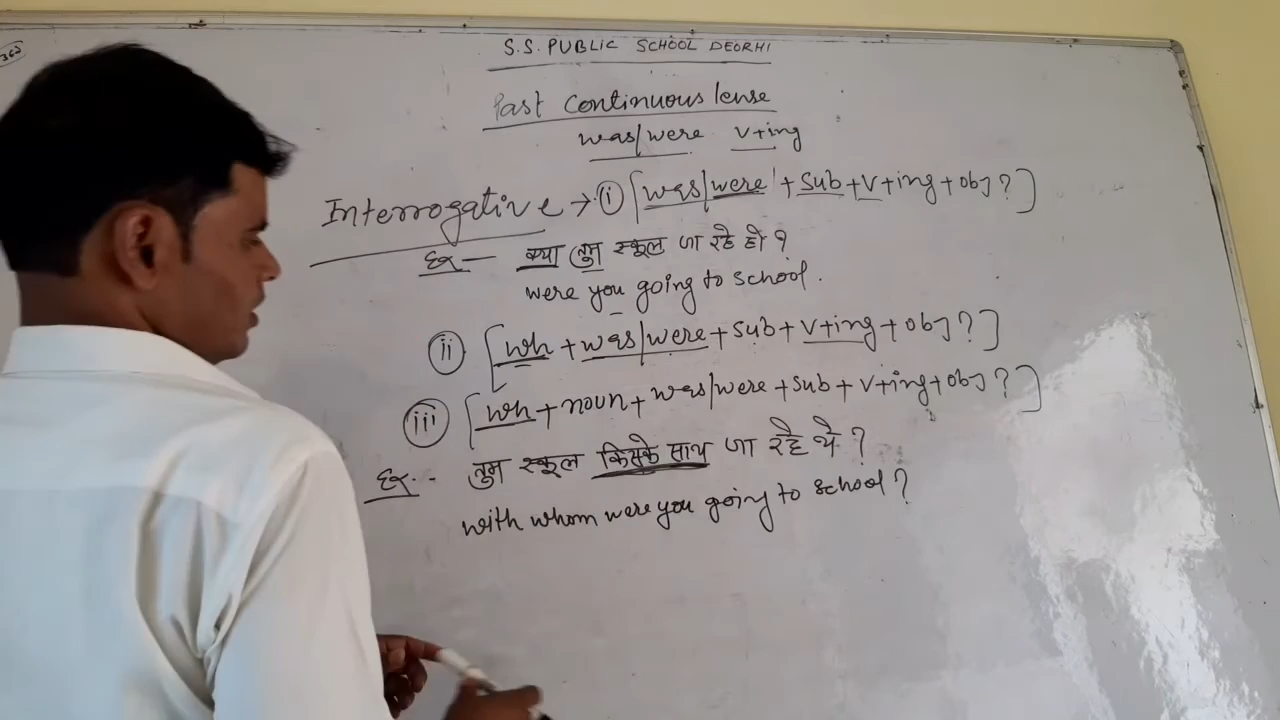 S.S. PUBLIC SCHOOL DEORHI
Past Continuous Tense
was/were V+ing
Interrogative → (i) [was/were + Sub + V + ing + obj ? ]
Ex - क्या तुम स्कूल जा रहे हो ?
were you going to school.
(ii) [wh + was/were + sub + V+ing + obj ? ]
(iii) [wh + noun + was/were + sub + V+ing + obj ? ]
Ex - तुम स्कूल किसके साथ जा रहे थे ?
with whom were you going to school ?